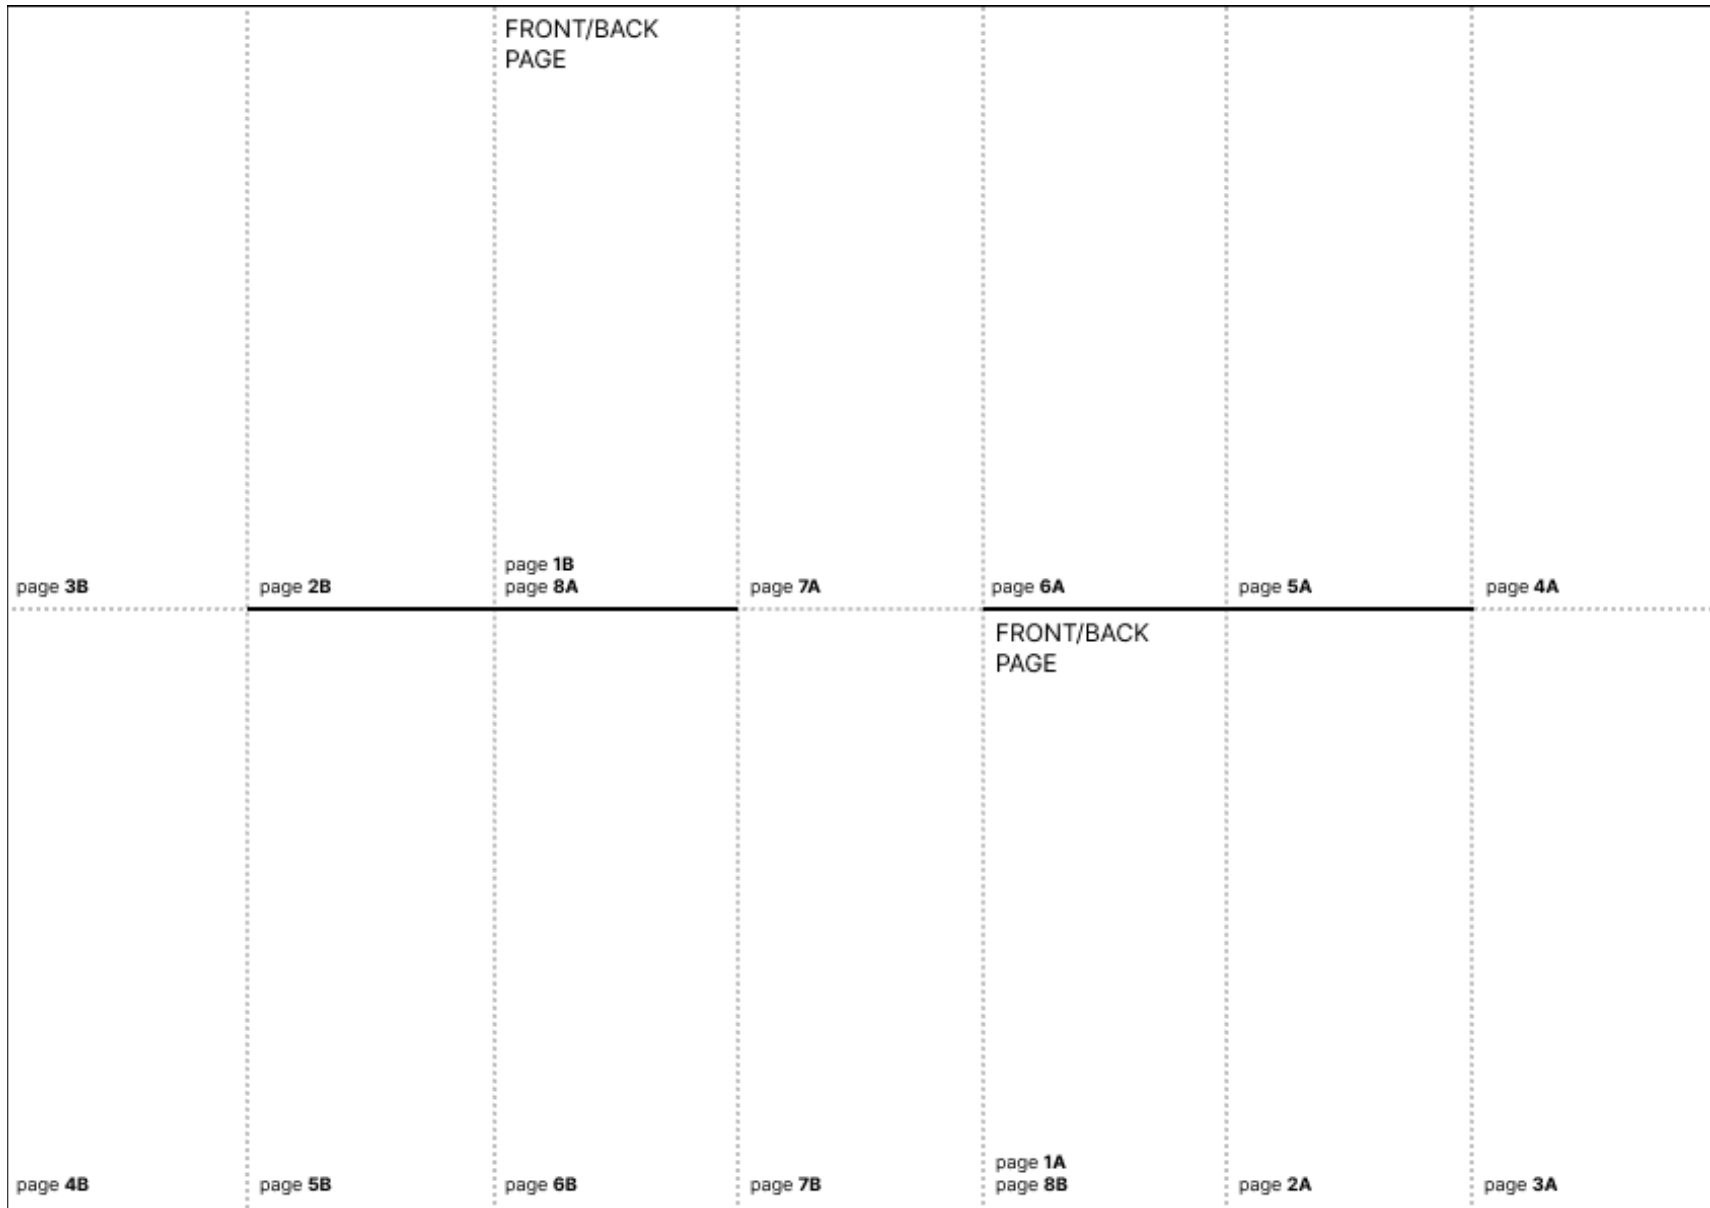 FRONT/BACK
PAGE
page 3B
page 2B
page 1B
page 8A
page 7A
page 6A
page 5A
page 4A
FRONT/BACK
PAGE
page 4B
page 5B
page 6B
page 7B
page 1A
page 8B
page 2A
page 3A